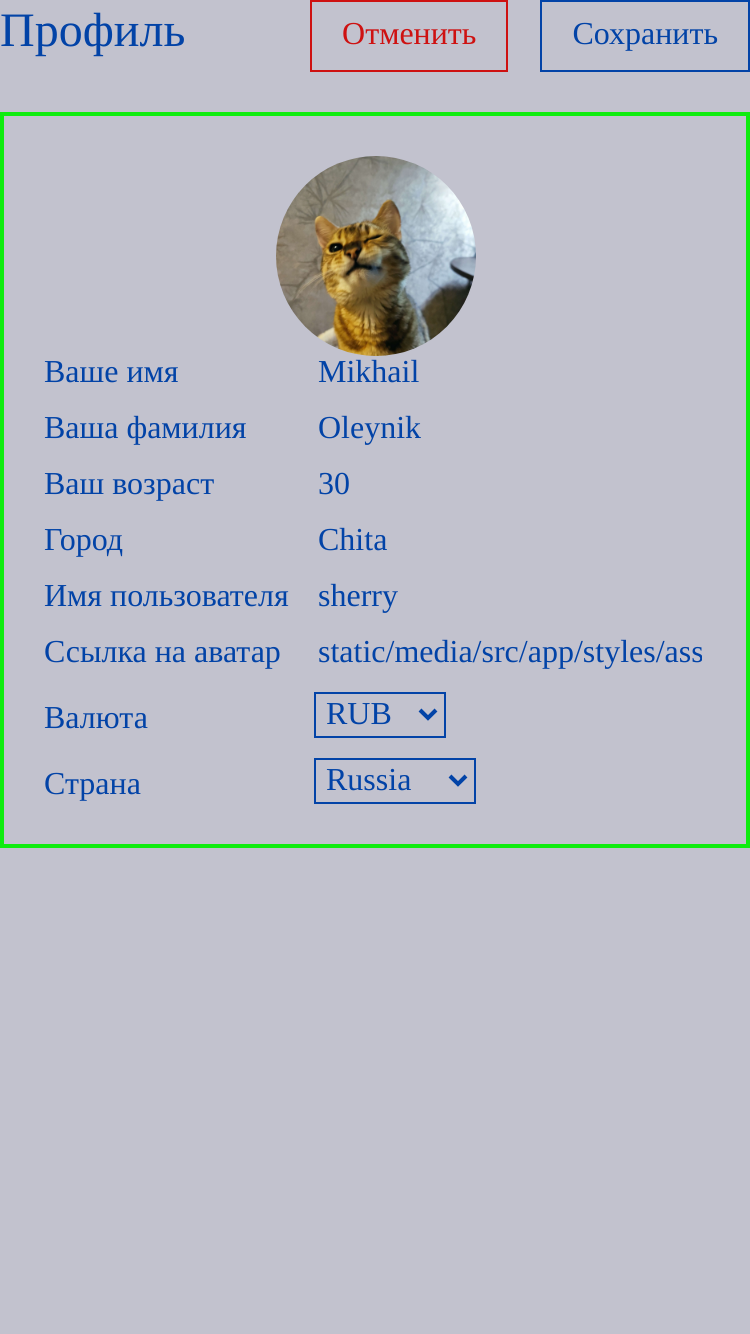 Профиль Отменить Сохранить
Ваше имя Mikhail
Ваша фамилия Oleynik
Ваш возраст 30
Город Chita
Имя пользователя sherry
Ссылка на аватар static/media/src/app/styles/ass
Валюта RUB
Страна Russia